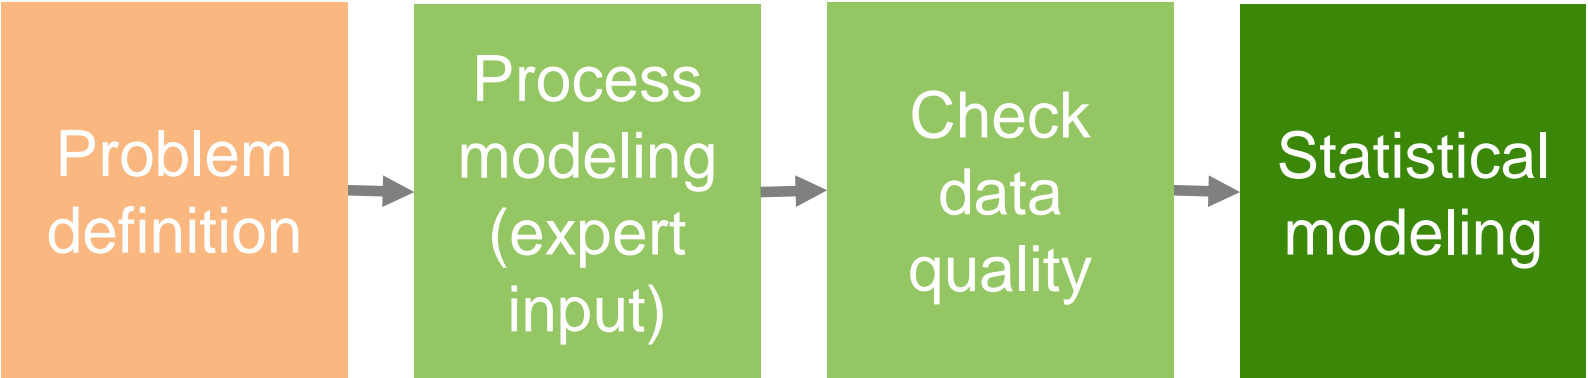 Problem
definition
Process
modeling
(expert
input)
Check
data
quality
Statistical
modeling